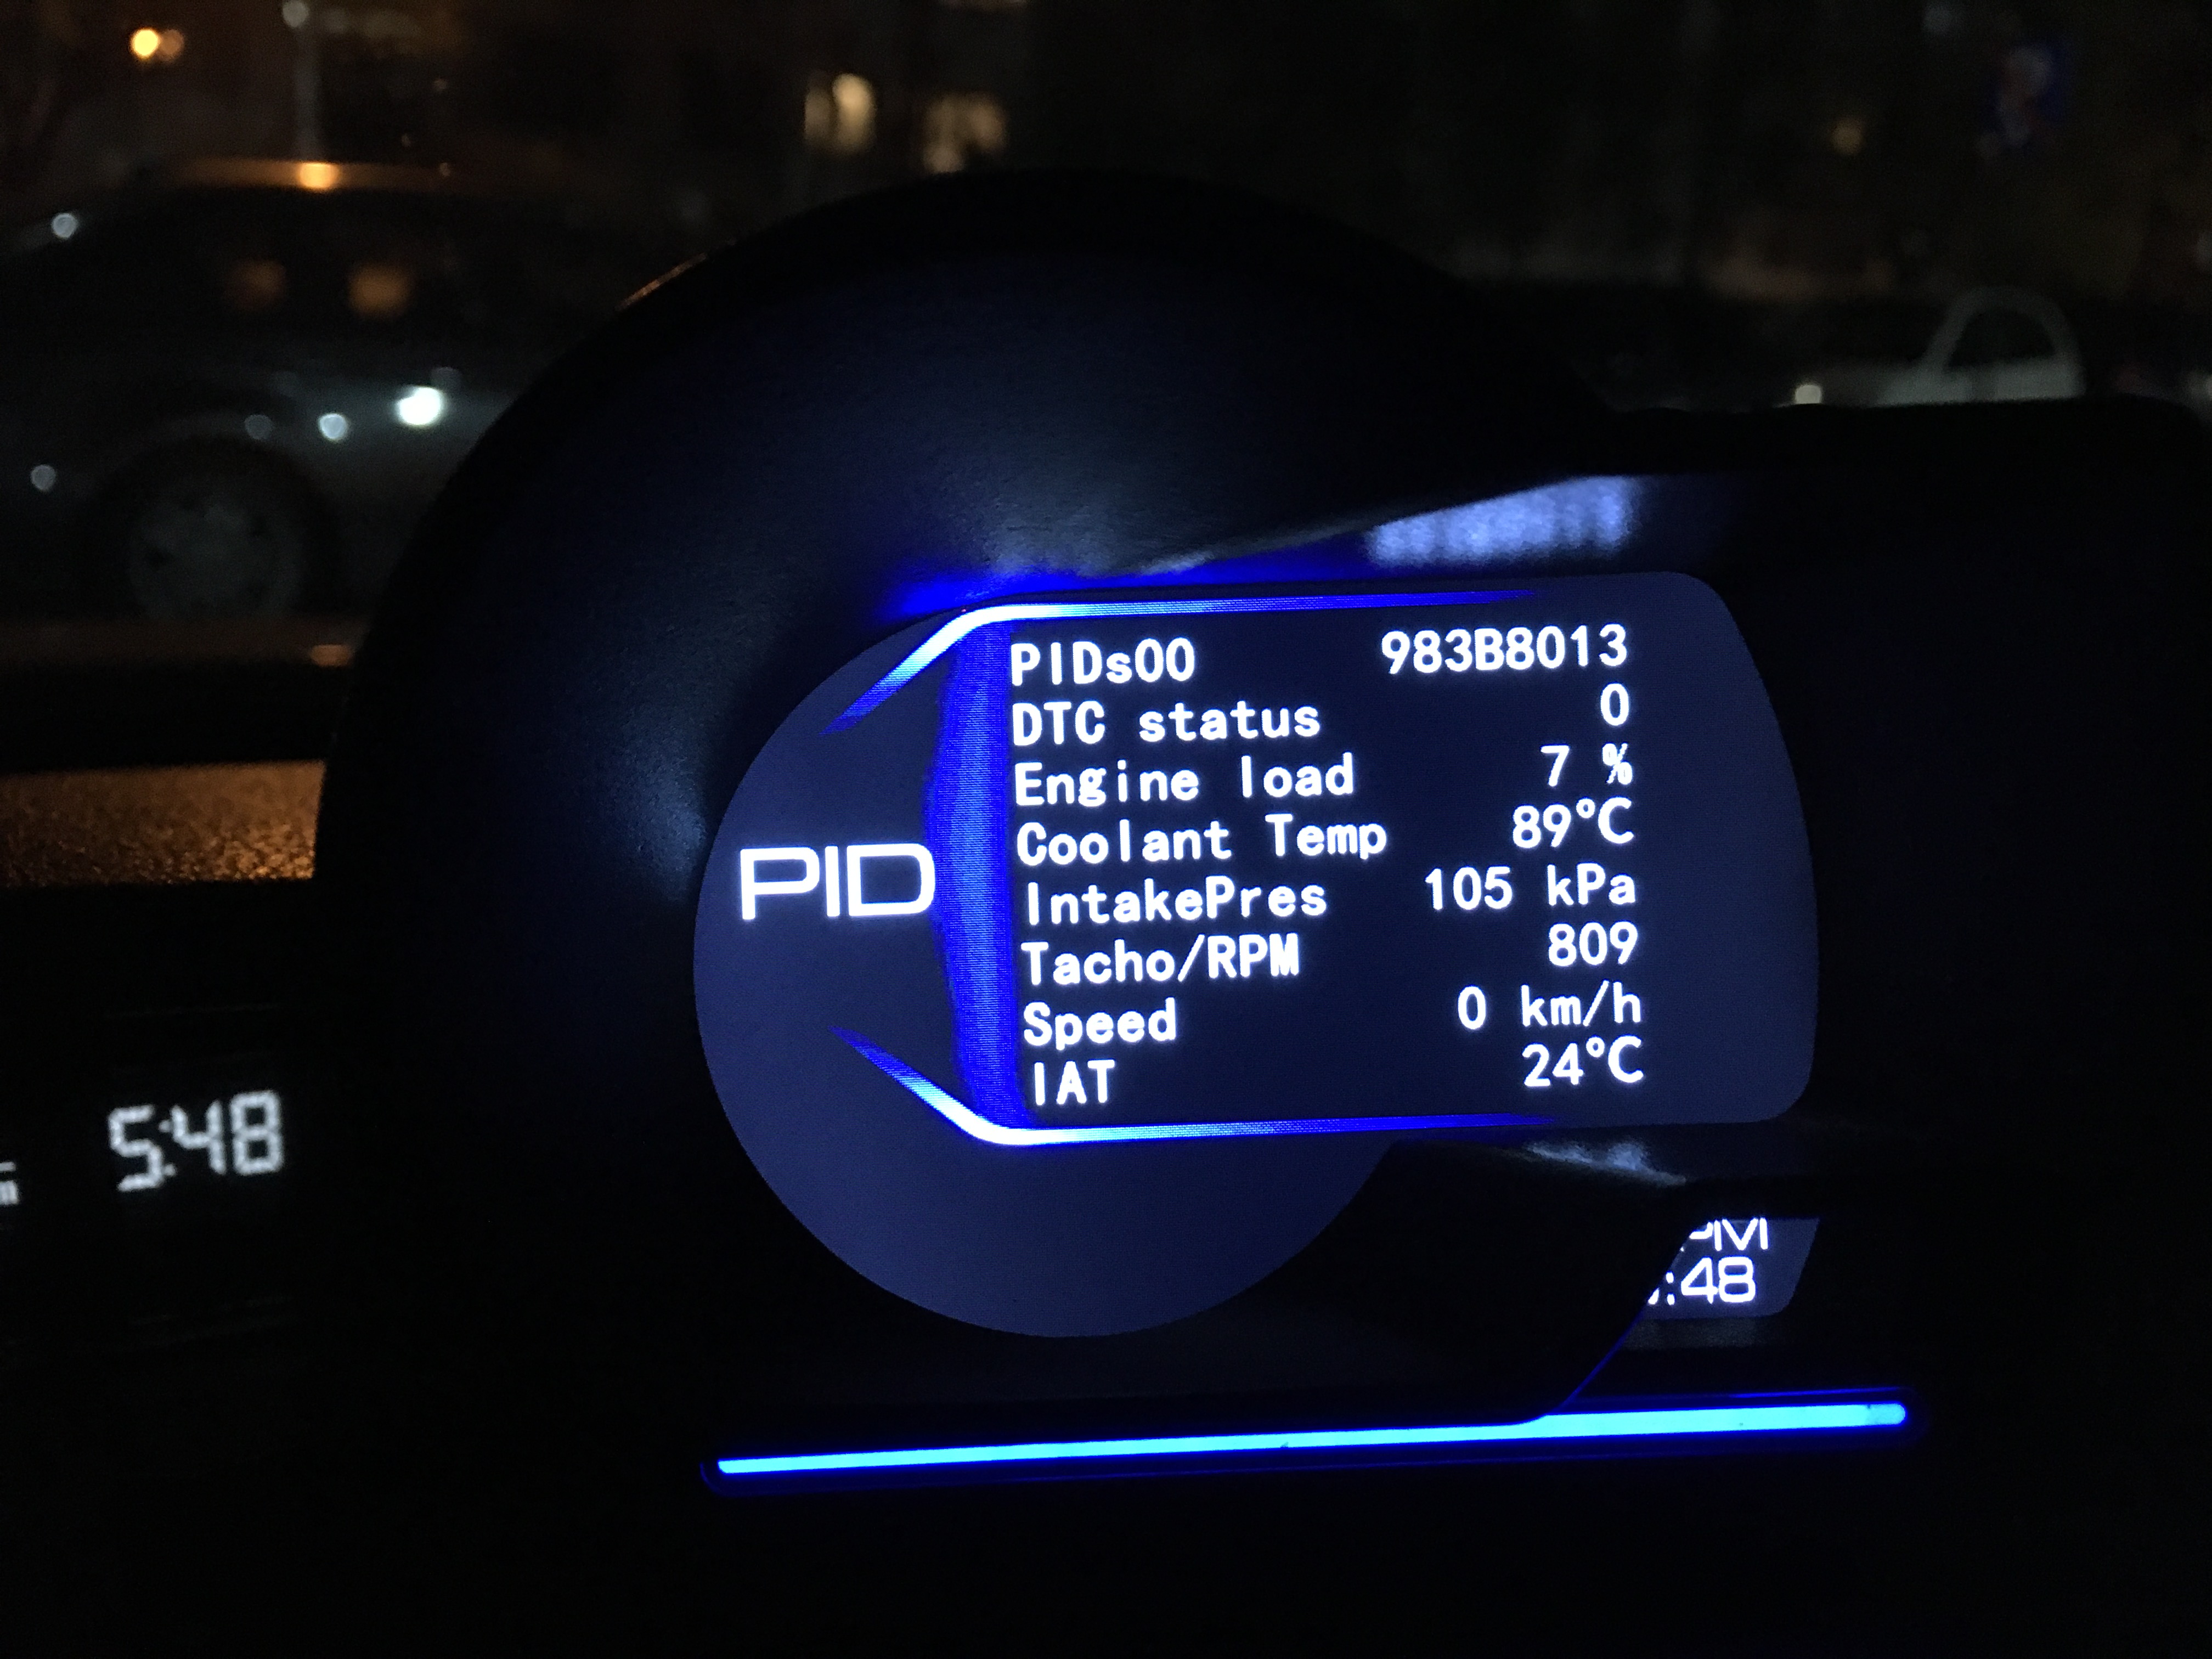 PIDs00 983B8013
DTC status 0
Engine load 7 %
Coolant Temp 89°C
IntakePres 105 kPa
Tacho/RPM 809
Speed 0 km/h
IAT 24°C
PID
5:48
:48